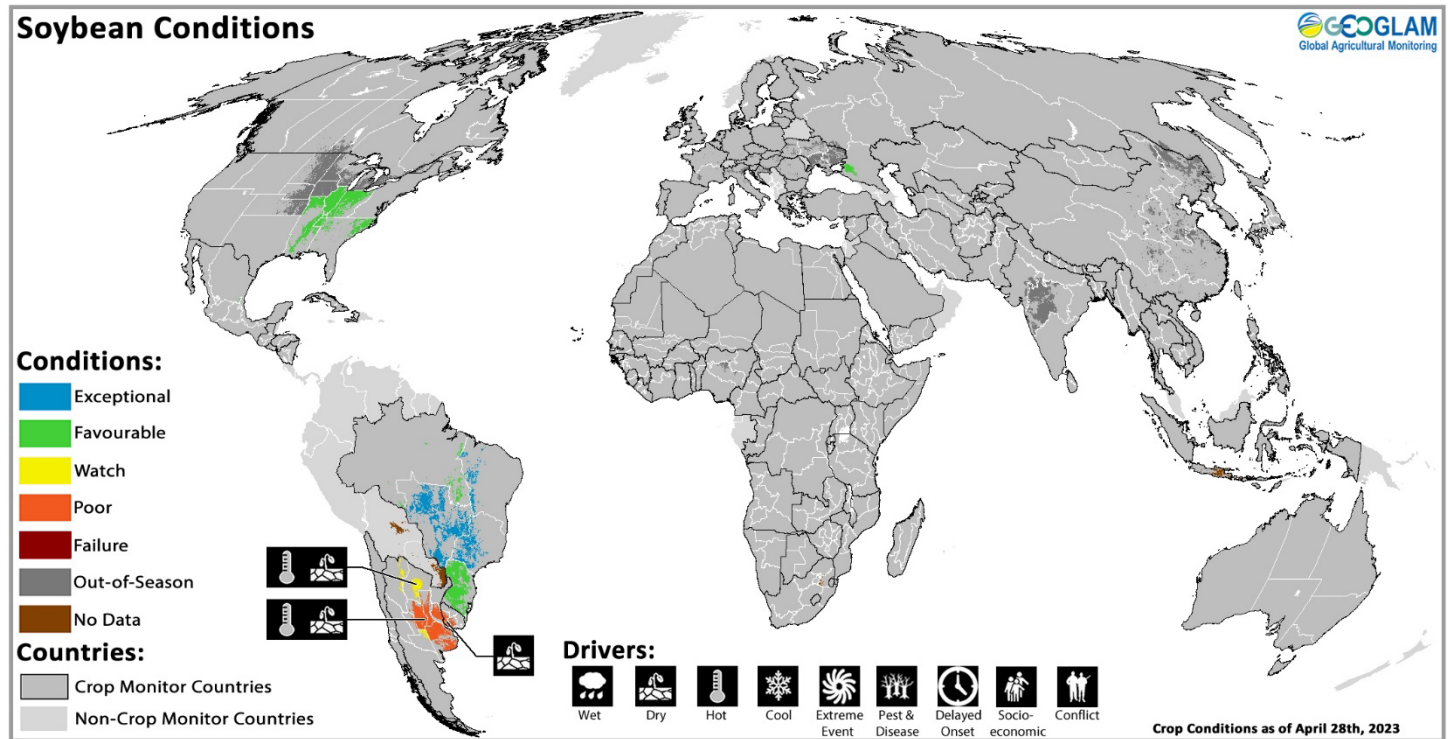 Soybean Conditions
GEOGLAM
Global Agricultural Monitoring
Conditions:
Exceptional
Favourable
Watch
Poor
Failure
Out-of-Season
No Data
Countries:
Crop Monitor Countries
Non-Crop Monitor Countries
Drivers:
Wet
Dry
Hot
Cool
Extreme
Event
Pest &
Disease
Delayed
Onset
Socio-
economic
Conflict
Crop Conditions as of April 28th, 2023